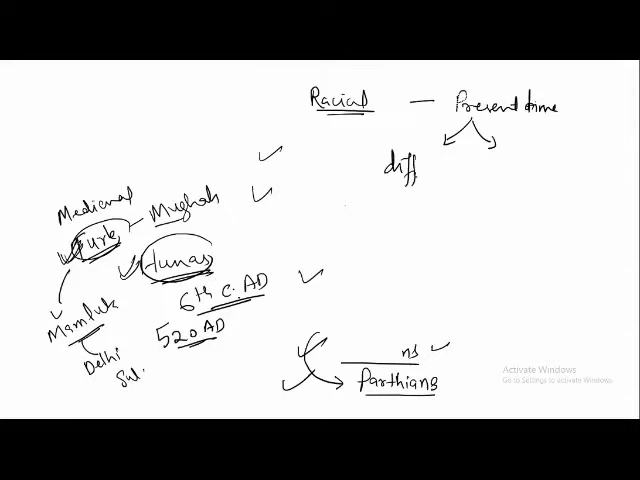 Racial — Present time
diff
Medieval
Turk — Mughals
Hunas
6th c. AD
520 AD
Mamluk
Delhi
Sul.
ns
Parthians
Activate Windows
Go to Settings to activate Windows.